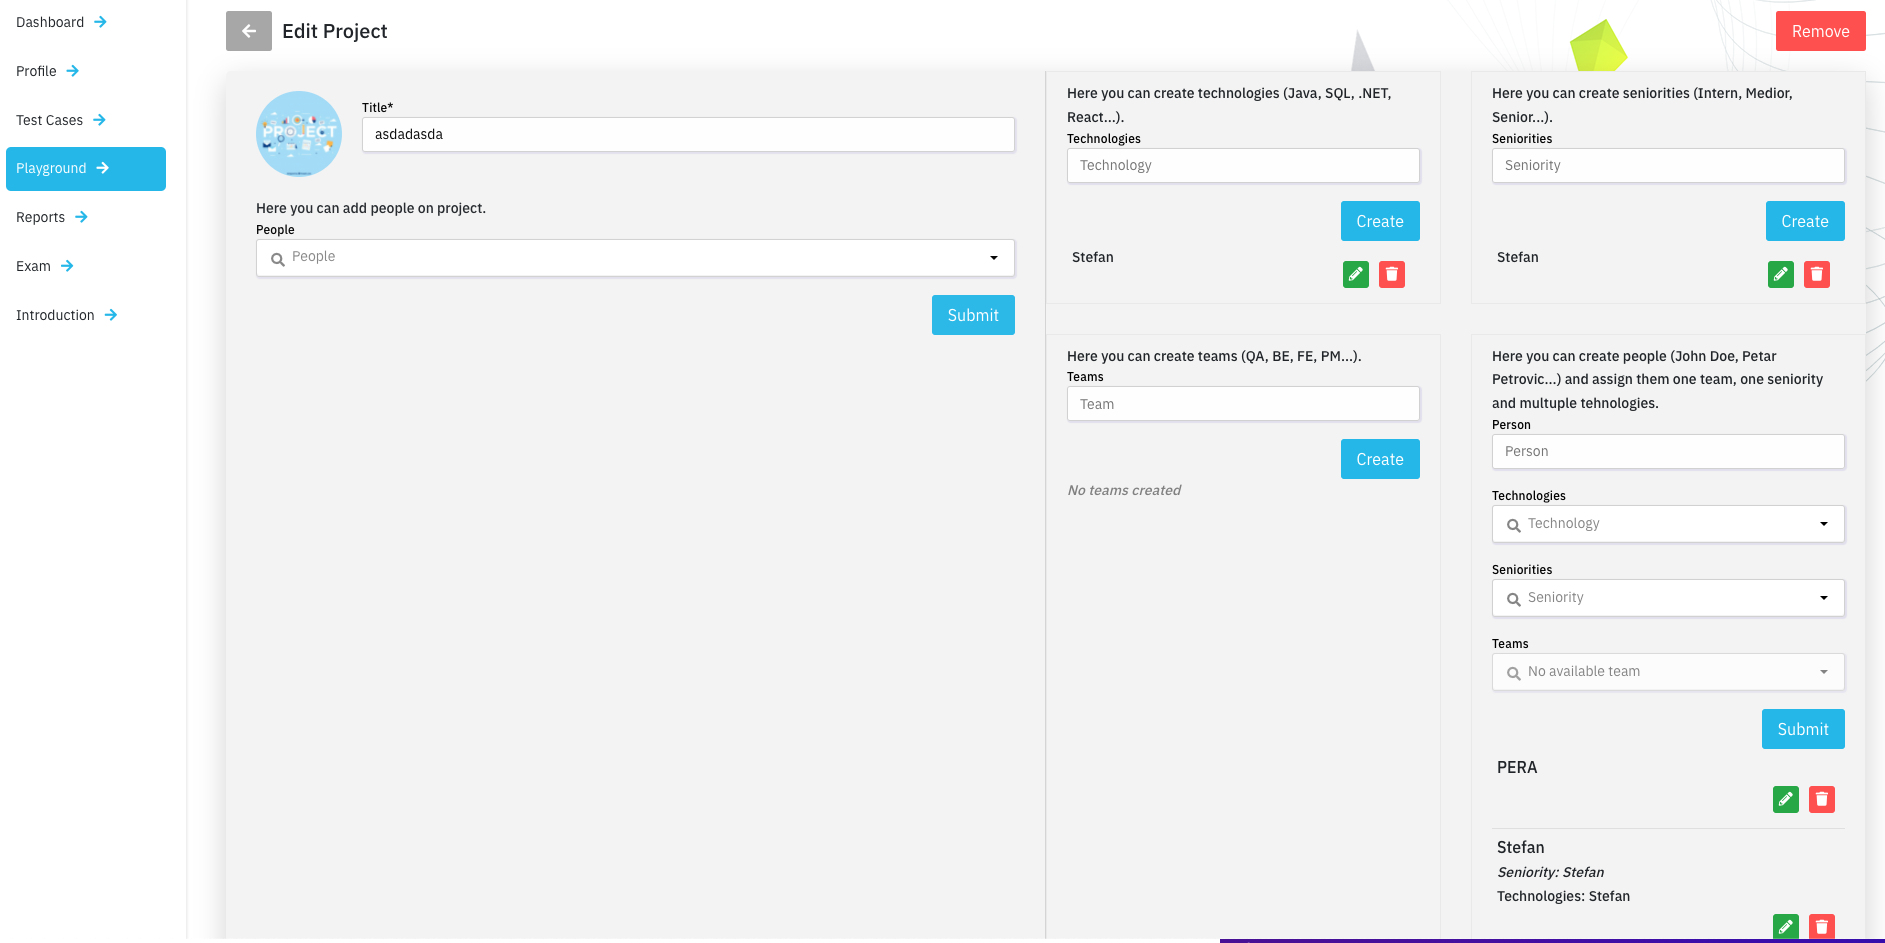 Dashboard
Profile
Test Cases
Playground
Reports
Exam
Introduction
Edit Project
Remove
PROJECT
Title*
asdadasda
Here you can add people on project.
People
People
Submit
Here you can create technologies (Java, SQL, .NET,
React...).
Technologies
Technology
Create
Stefan
Here you can create seniorities (Intern, Medior,
Senior...).
Seniorities
Seniority
Create
Stefan
Here you can create teams (QA, BE, FE, PM...).
Teams
Team
Create
No teams created
Here you can create people (John Doe, Petar
Petrovic...) and assign them one team, one seniority
and multuple tehnologies.
Person
Person
Technologies
Technology
Seniorities
Seniority
Teams
No available team
Submit
PERA
Stefan
Seniority: Stefan
Technologies: Stefan